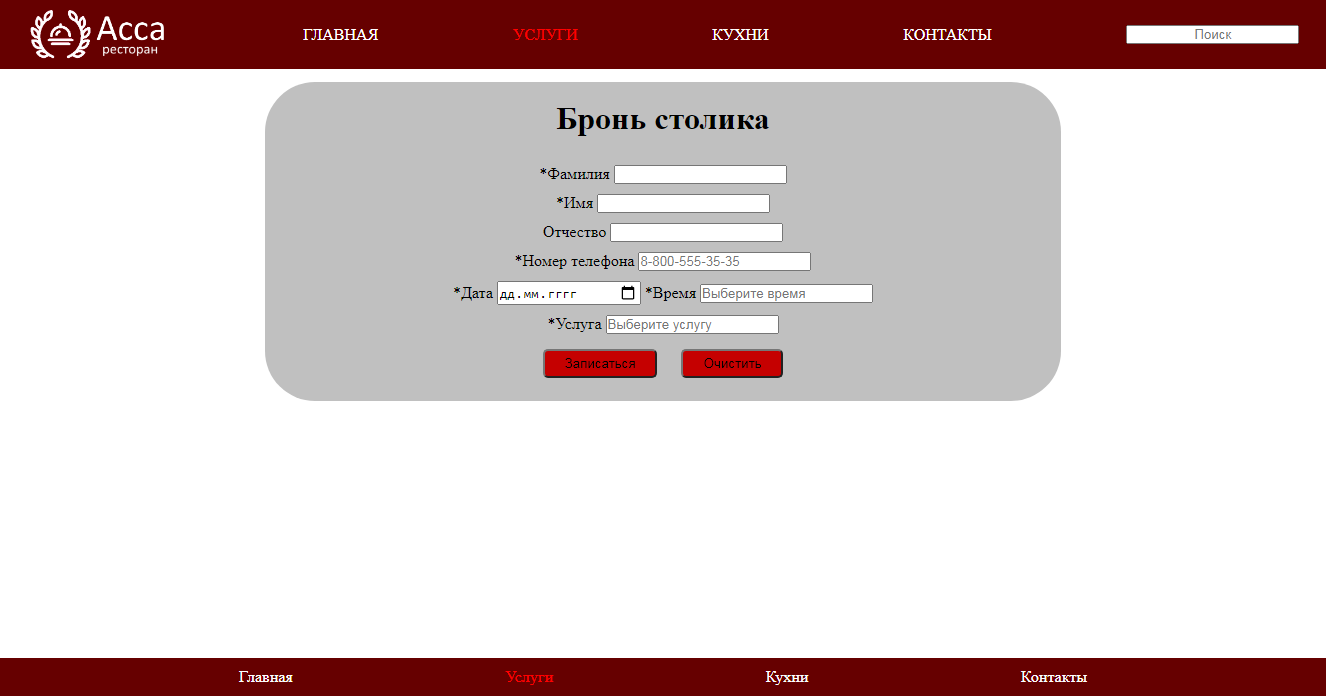 Асса
ресторан
ГЛАВНАЯ УСЛУГИ КУХНИ КОНТАКТЫ Поиск
Бронь столика
*Фамилия
*Имя
Отчество
*Номер телефона 8-800-555-35-35
*Дата дд.мм.гггг *Время Выберите время
*Услуга Выберите услугу
Записаться Очистить
Главная Услуги Кухни Контакты